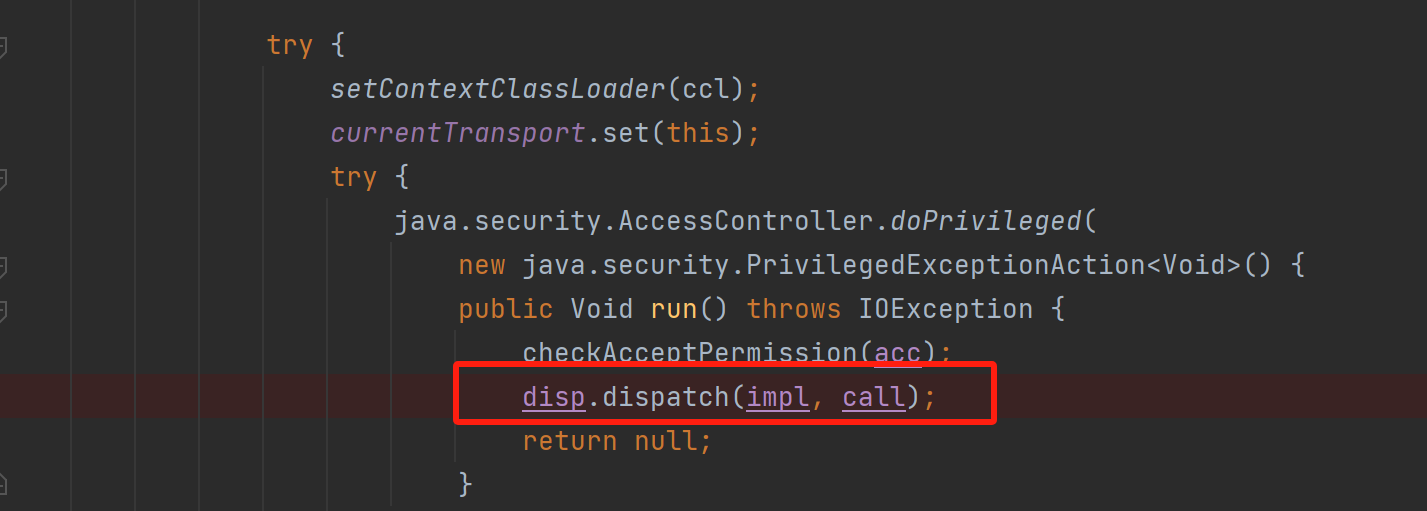 try {
setContextClassLoader(ccl);
currentTransport.set(this);
try {
java.security.AccessController.doPrivileged(
new java.security.PrivilegedExceptionAction<Void>() {
public Void run() throws IOException {
checkAcceptPermission(acc);
disp.dispatch(impl, call);
return null;
}